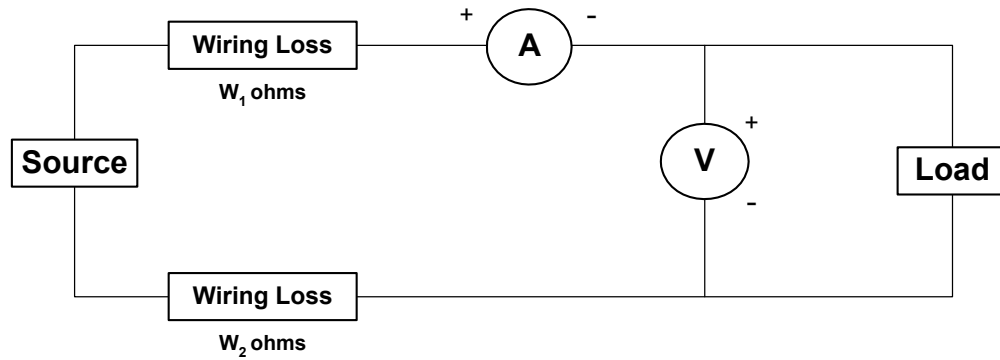 + -
Wiring Loss
A
W₁ ohms
+
Source
V
Load
-
Wiring Loss
W₂ ohms